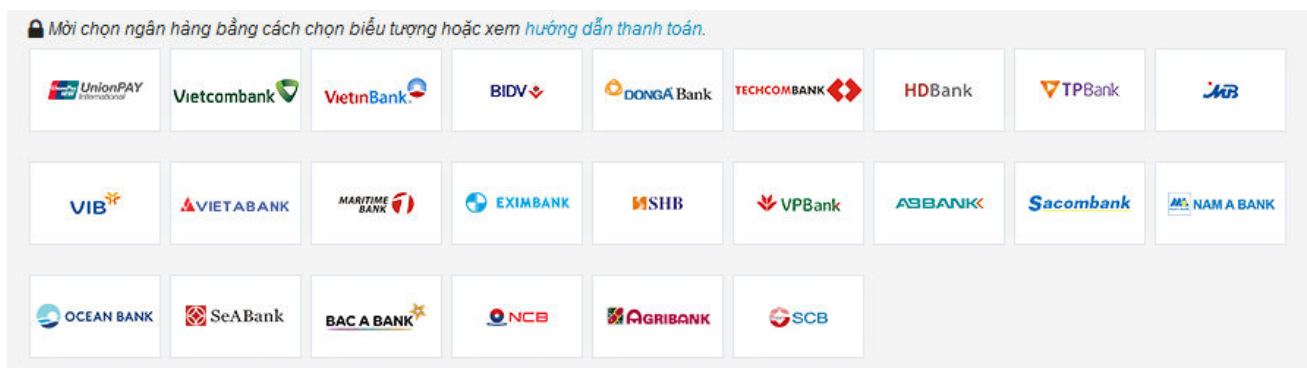 Mời chọn ngân hàng bằng cách chọn biểu tượng hoặc xem hướng dẫn thanh toán.
UnionPAY International Vietcombank VietinBank BIDV DONGA Bank TECHCOMBANK HDBank TPBank MB
VIB VIETABANK MARITIME BANK EXIMBANK SHB VPBank ABBANK Sacombank NAM A BANK
OCEAN BANK SeABank BAC A BANK NCB AGRIBANK SCB